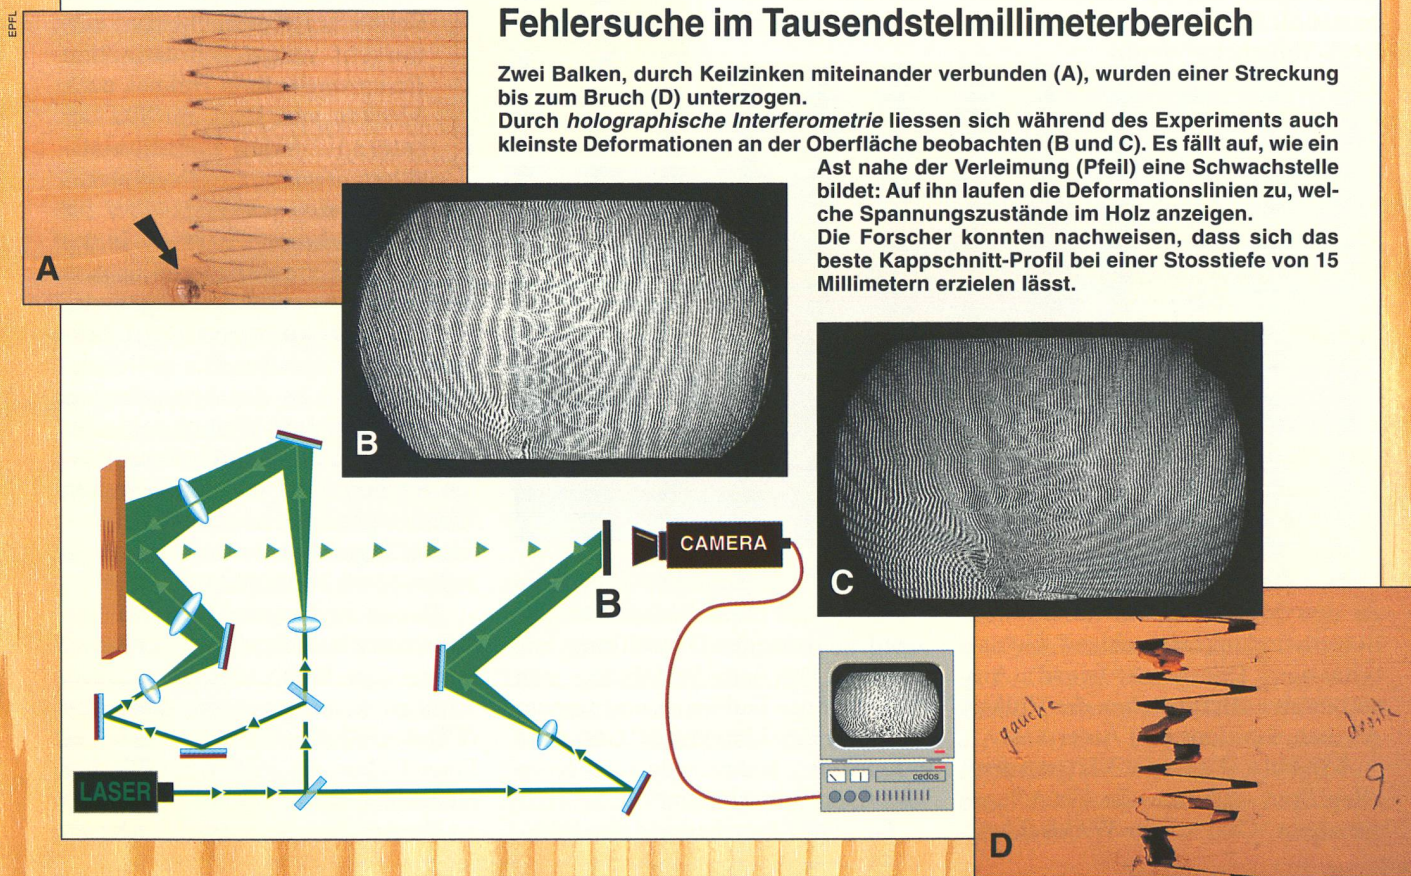 EPFL
Fehlersuche im Tausendstelmillimeterbereich
Zwei Balken, durch Keilzinken miteinander verbunden (A), wurden einer Streckung
bis zum Bruch (D) unterzogen.
Durch holographische Interferometrie liessen sich während des Experiments auch
kleinste Deformationen an der Oberfläche beobachten (B und C). Es fällt auf, wie ein
Ast nahe der Verleimung (Pfeil) eine Schwachstelle
bildet: Auf ihn laufen die Deformationslinien zu, wel-
che Spannungszustände im Holz anzeigen.
Die Forscher konnten nachweisen, dass sich das
beste Kappschnitt-Profil bei einer Stosstiefe von 15
Millimetern erzielen lässt.
A
B
C
CAMERA
B
LASER
cedos
gauche
droite
9.
D